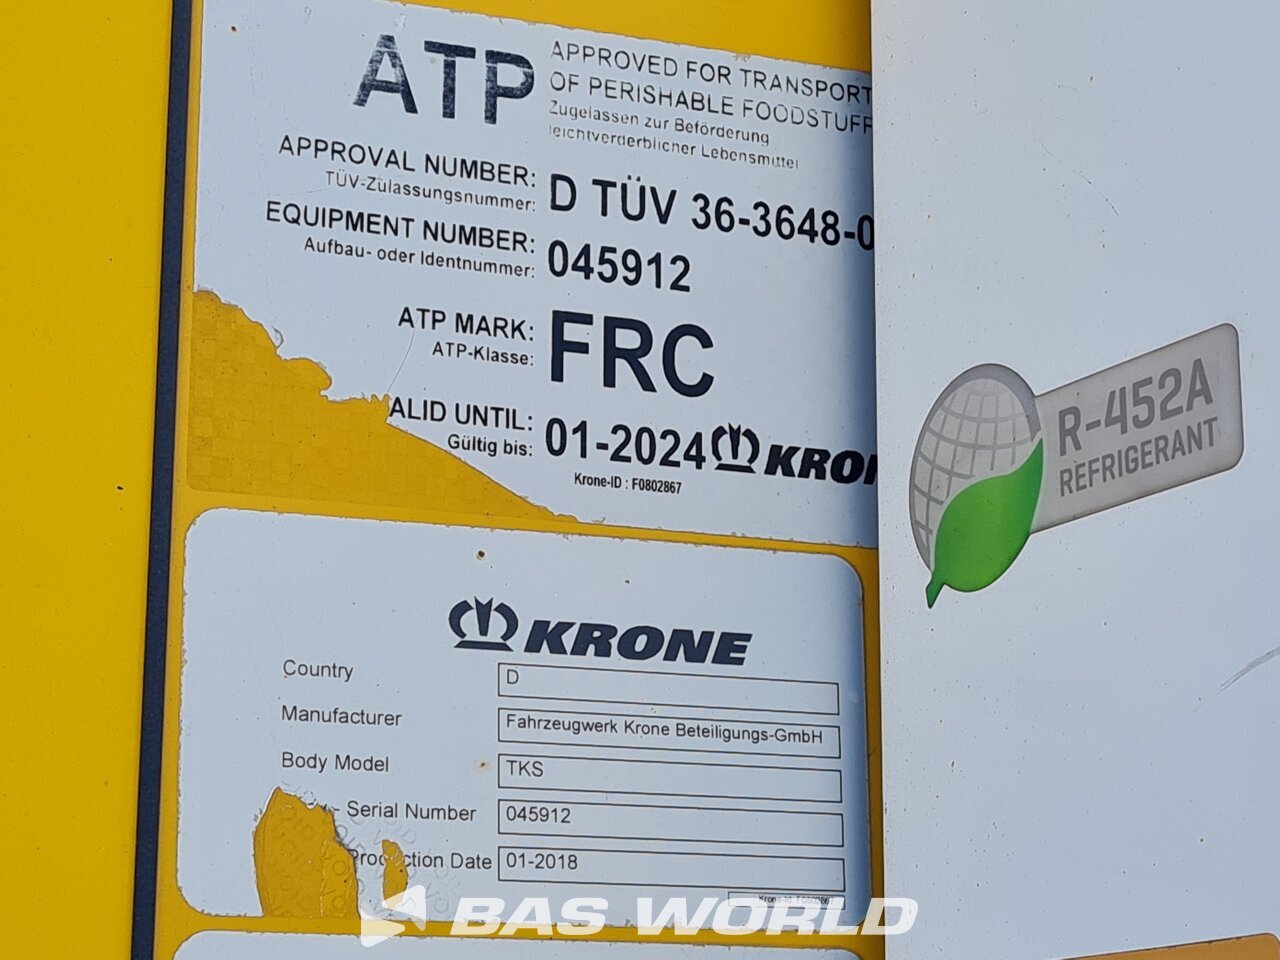 ATP
APPROVED FOR TRANSPORT
OF PERISHABLE FOODSTUFF
Zugelassen zur Beförderung
leichtverderblicher Lebensmittel
APPROVAL NUMBER: D TÜV 36-3648-0
TÜV-Zulassungsnummer:
EQUIPMENT NUMBER: 045912
Aufbau- oder Identnummer:
ATP MARK: FRC
ATP-Klasse:
ALID UNTIL: 01-2024
Gültig bis:
KRON
Krone-ID : F0802867
R-452A
REFRIGERANT
KRONE
Country D
Manufacturer Fahrzeugwerk Krone Beteiligungs-GmbH
Body Model TKS
- Serial Number 045912
Production Date 01-2018
Krone-Id F0802867
BAS WORLD